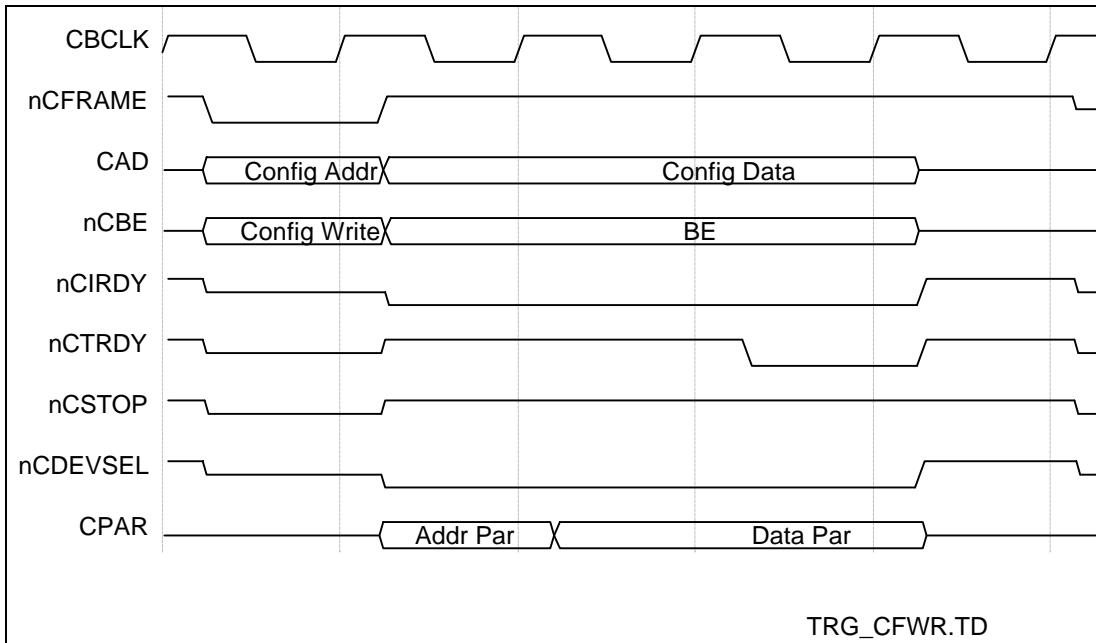 CBCLK
nCFRAME
CAD Config Addr Config Data
nCBE Config Write BE
nCIRDY
nCTRDY
nCSTOP
nCDEVSEL
CPAR Addr Par Data Par
TRG_CFWR.TD